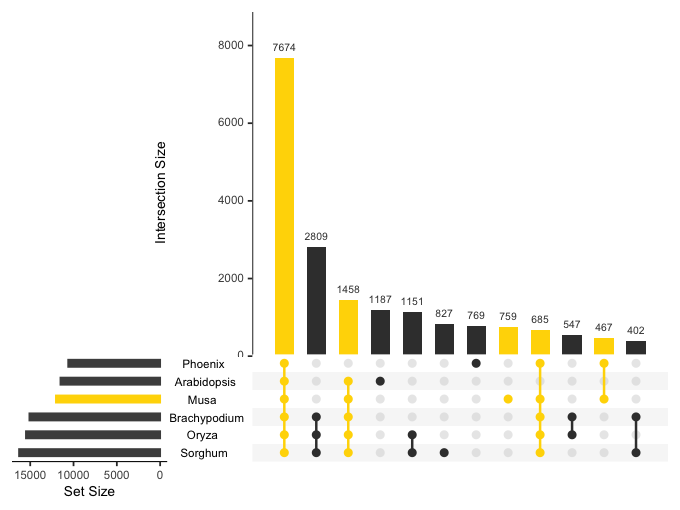 8000
6000
4000
2000
0
Intersection Size
7674
2809
1458
1187
1151
827
769
759
685
547
467
402
Phoenix
Arabidopsis
Musa
Brachypodium
Oryza
Sorghum
15000 10000 5000 0
Set Size